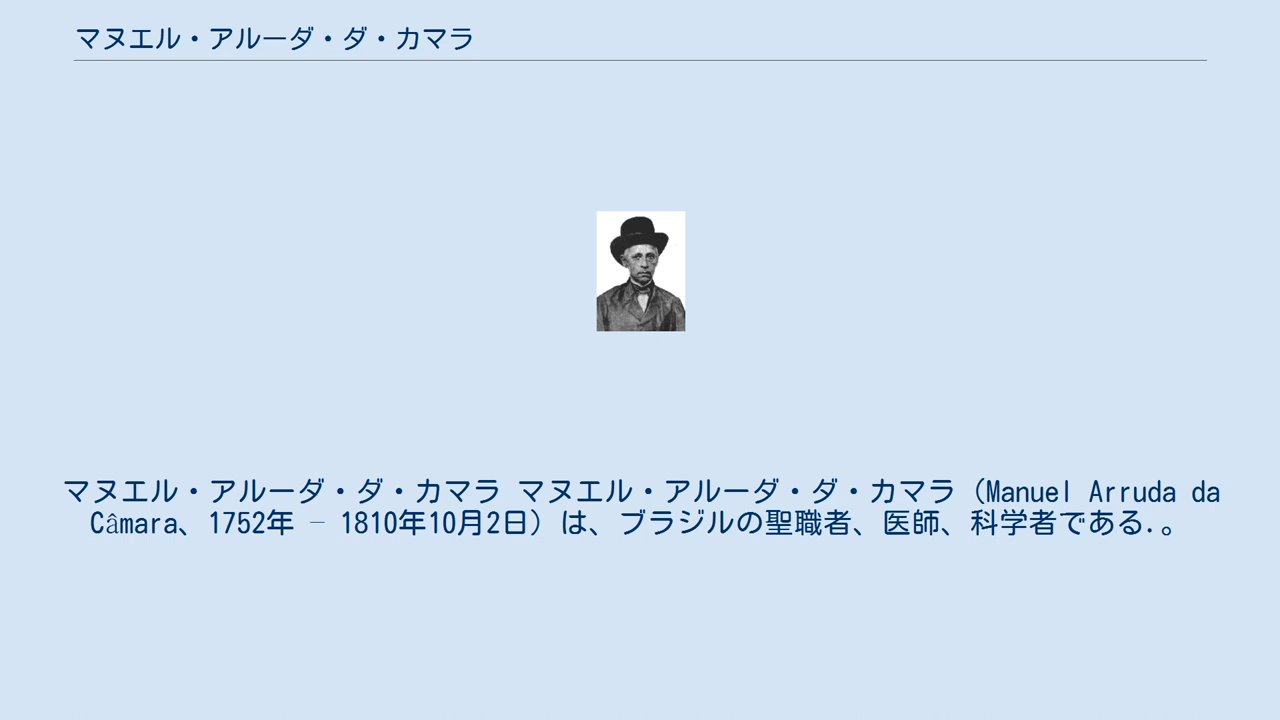 マヌエル・アルーダ・ダ・カマラ
マヌエル・アルーダ・ダ・カマラ マヌエル・アルーダ・ダ・カマラ（Manuel Arruda da
Câmara、1752年 – 1810年10月2日）は、ブラジルの聖職者、医師、科学者である.。